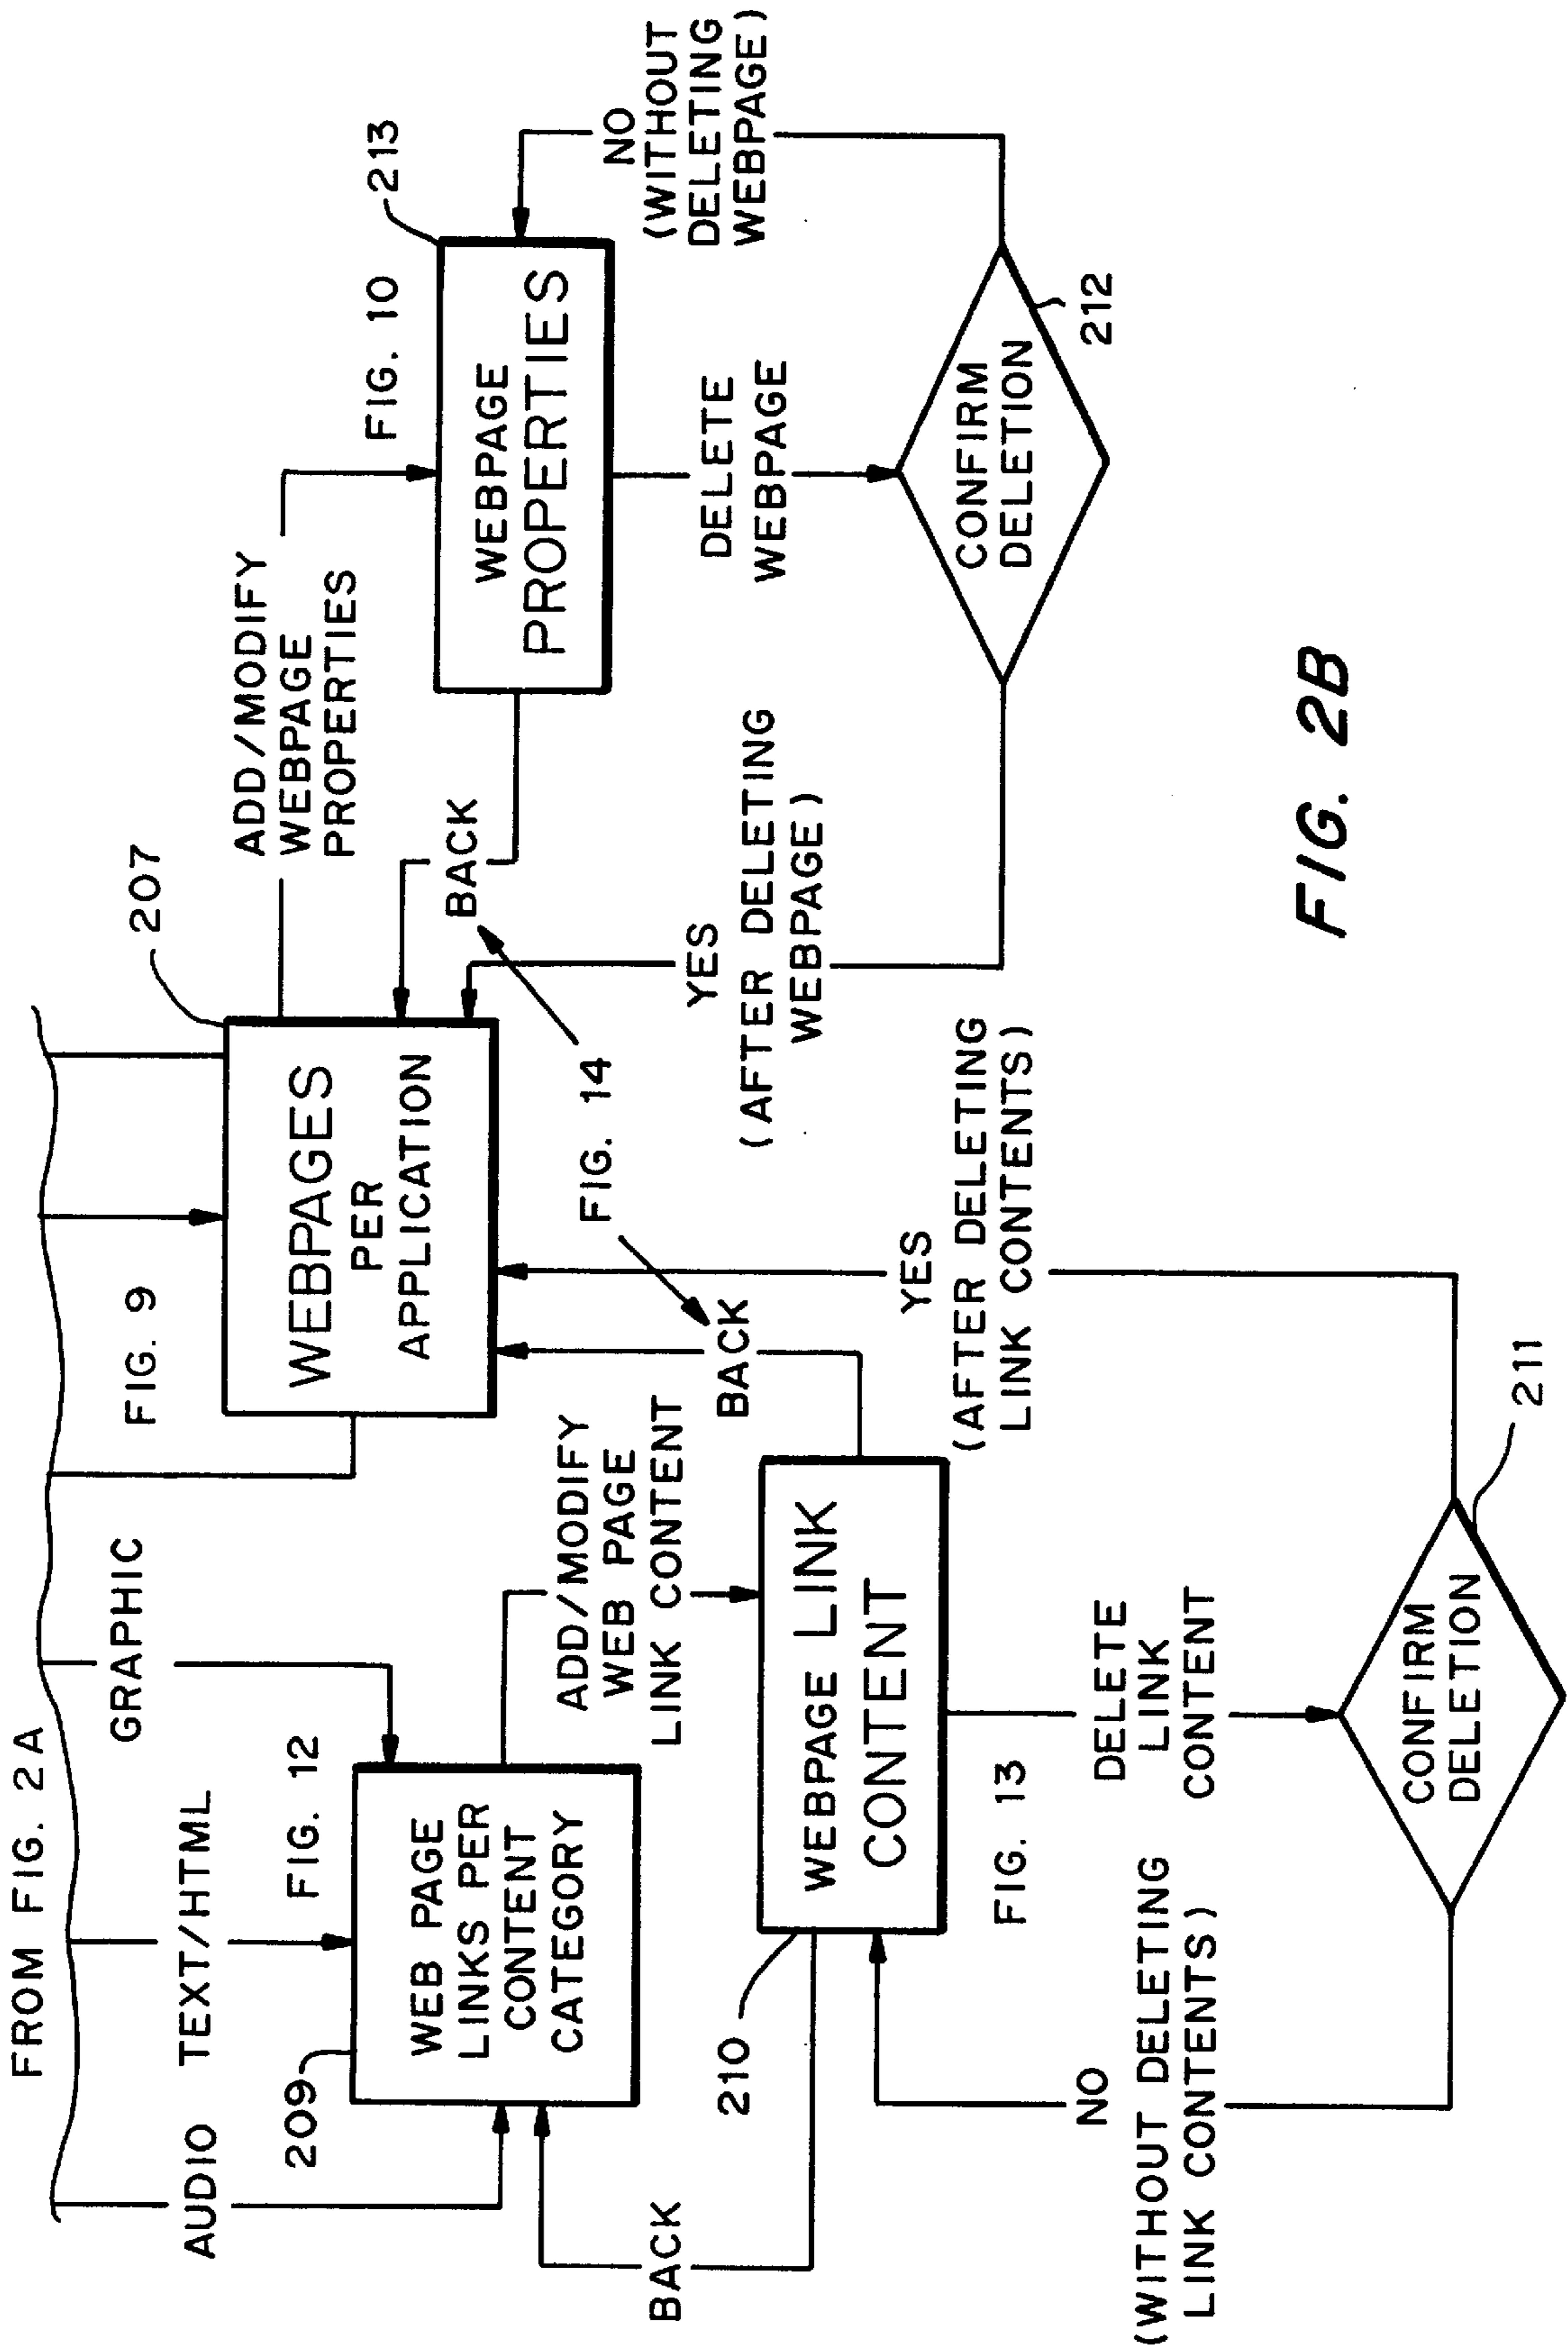 FROM FIG. 2A
AUDIO
TEXT/HTML
GRAPHIC
FIG. 9
207
209
FIG. 12
WEB PAGE
LINKS PER
CONTENT
CATEGORY
WEBPAGES
PER
APPLICATION
ADD/MODIFY
WEBPAGE
PROPERTIES
FIG. 10
213
WEBPAGE
PROPERTIES
BACK
FIG. 14
NO
(WITHOUT
DELETING
WEBPAGE)
ADD/MODIFY
WEB PAGE
LINK CONTENT
BACK
BACK
210
WEBPAGE LINK
CONTENT
FIG. 13
DELETE
WEBPAGE
YES
(AFTER DELETING
WEBPAGE)
CONFIRM
DELETION
212
YES
(AFTER DELETING
LINK CONTENTS)
NO
(WITHOUT DELETING
LINK CONTENTS)
DELETE
LINK
CONTENT
CONFIRM
DELETION
211
FIG. 2B